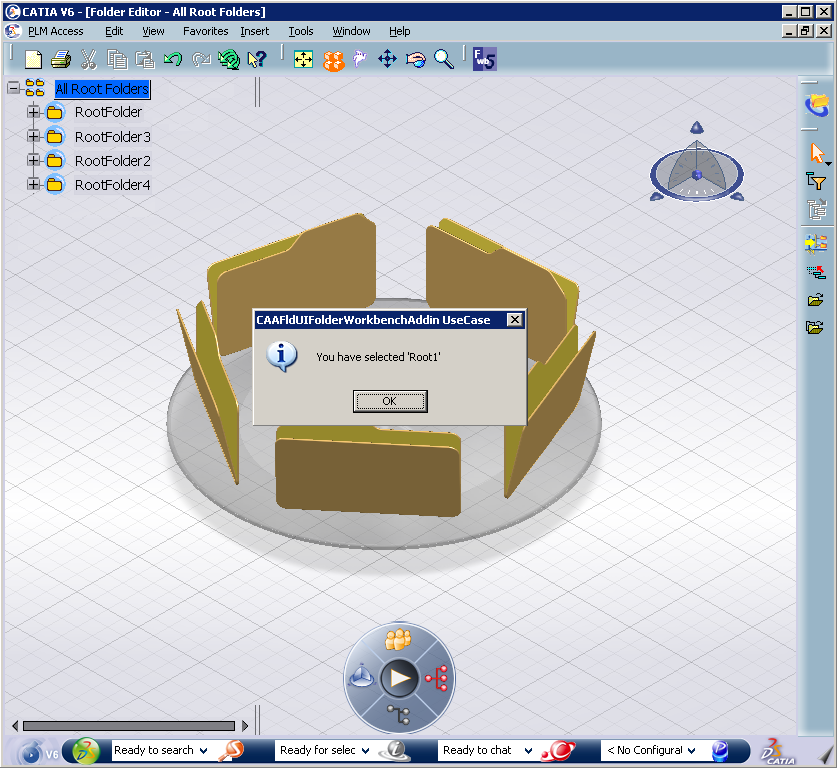 CATIA V6 - [Folder Editor - All Root Folders]
PLM Access Edit View Favorites Insert Tools Window Help
F
wb5
All Root Folders
RootFolder
RootFolder3
RootFolder2
RootFolder4
CAAFldUIFolderWorkbenchAddin UseCase
You have selected 'Root1'
OK
V6 Ready to search Ready for selec Ready to chat < No Configural CATIA